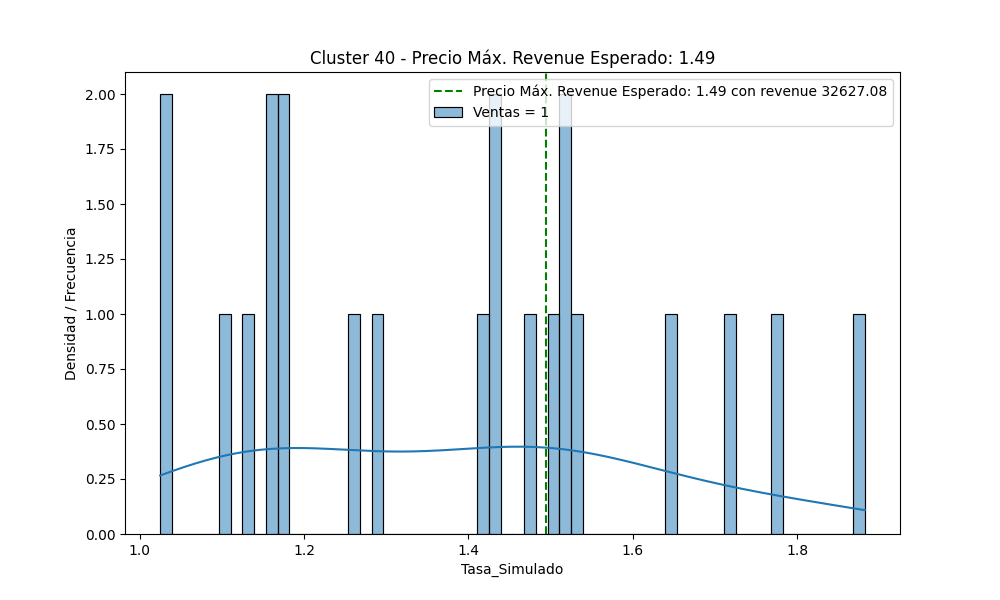 Cluster 40 - Precio Máx. Revenue Esperado: 1.49
Precio Máx. Revenue Esperado: 1.49 con revenue 32627.08
Ventas = 1
2.00
1.75
1.50
1.25
1.00
0.75
0.50
0.25
0.00
Densidad / Frecuencia
1.0 1.2 1.4 1.6 1.8
Tasa_Simulado